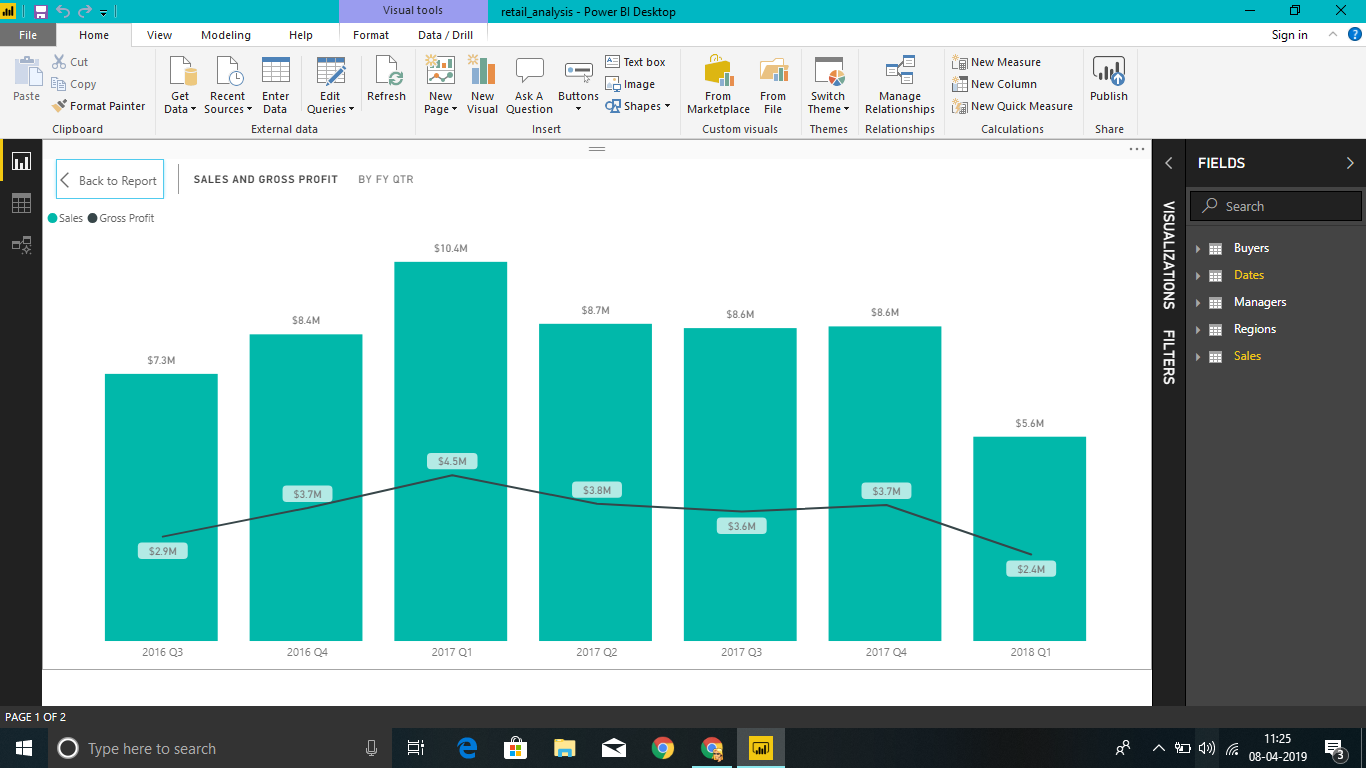 Visual tools
retail_analysis - Power BI Desktop
File Home View Modeling Help Format Data / Drill Sign in ?
Paste
Cut
Copy
Format Painter
Clipboard
Get Data
Recent Sources
Enter Data
Edit Queries
Refresh
External data
New Page
New Visual
Ask A Question
Buttons
Text box
Image
Shapes
Insert
From Marketplace
From File
Custom visuals
Switch Theme
Themes
Manage Relationships
Relationships
New Measure
New Column
New Quick Measure
Calculations
Publish
Share
Back to Report
SALES AND GROSS PROFIT BY FY QTR
Sales Gross Profit
$7.3M
$8.4M
$10.4M
$8.7M
$8.6M
$8.6M
$5.6M
$2.9M
$3.7M
$4.5M
$3.8M
$3.6M
$3.7M
$2.4M
2016 Q3 2016 Q4 2017 Q1 2017 Q2 2017 Q3 2017 Q4 2018 Q1
VISUALIZATIONS
FILTERS
FIELDS
Search
Buyers
Dates
Managers
Regions
Sales
PAGE 1 OF 2
Type here to search
11:25
08-04-2019
3